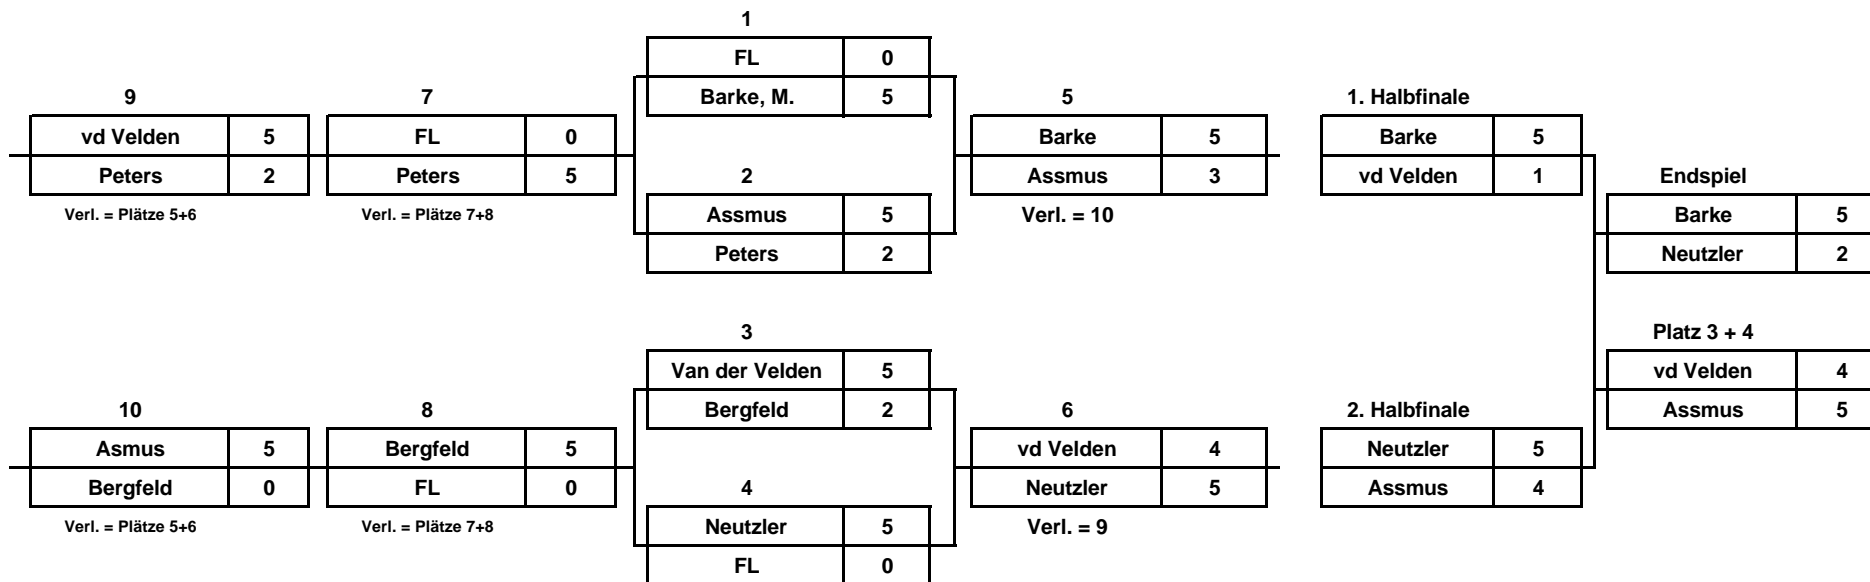 1
FL 0
Barke, M. 5
9
vd Velden 5
Peters 2
Verl. = Plätze 5+6
7
FL 0
Peters 5
Verl. = Plätze 7+8
2
Assmus 5
Peters 2
5
Barke 5
Assmus 3
Verl. = 10
1. Halbfinale
Barke 5
vd Velden 1
Endspiel
Barke 5
Neutzler 2
3
Van der Velden 5
Bergfeld 2
10
Asmus 5
Bergfeld 0
Verl. = Plätze 5+6
8
Bergfeld 5
FL 0
Verl. = Plätze 7+8
4
Neutzler 5
FL 0
6
vd Velden 4
Neutzler 5
Verl. = 9
2. Halbfinale
Neutzler 5
Assmus 4
Platz 3 + 4
vd Velden 4
Assmus 5